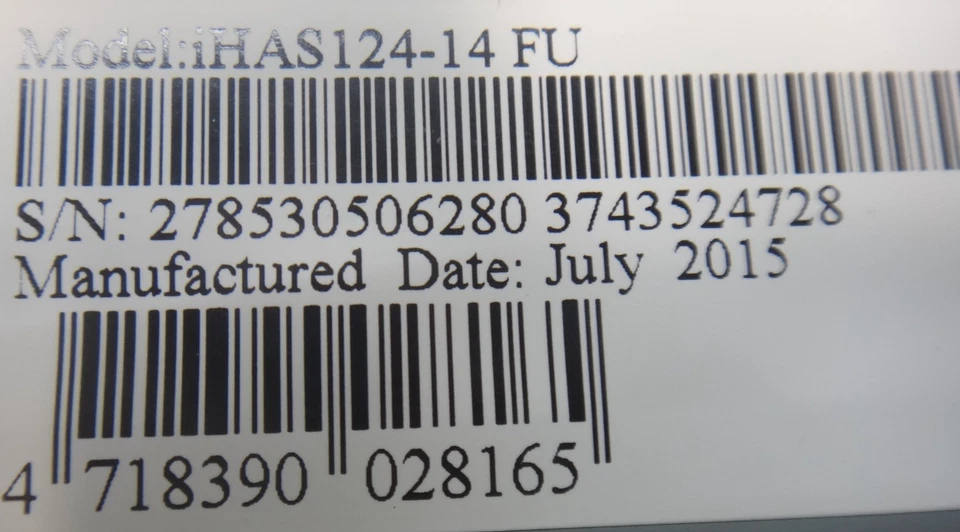 Model:iHAS124-14 FU
S/N: 278530506280 3743524728
Manufactured Date: July 2015
4 718390 028165